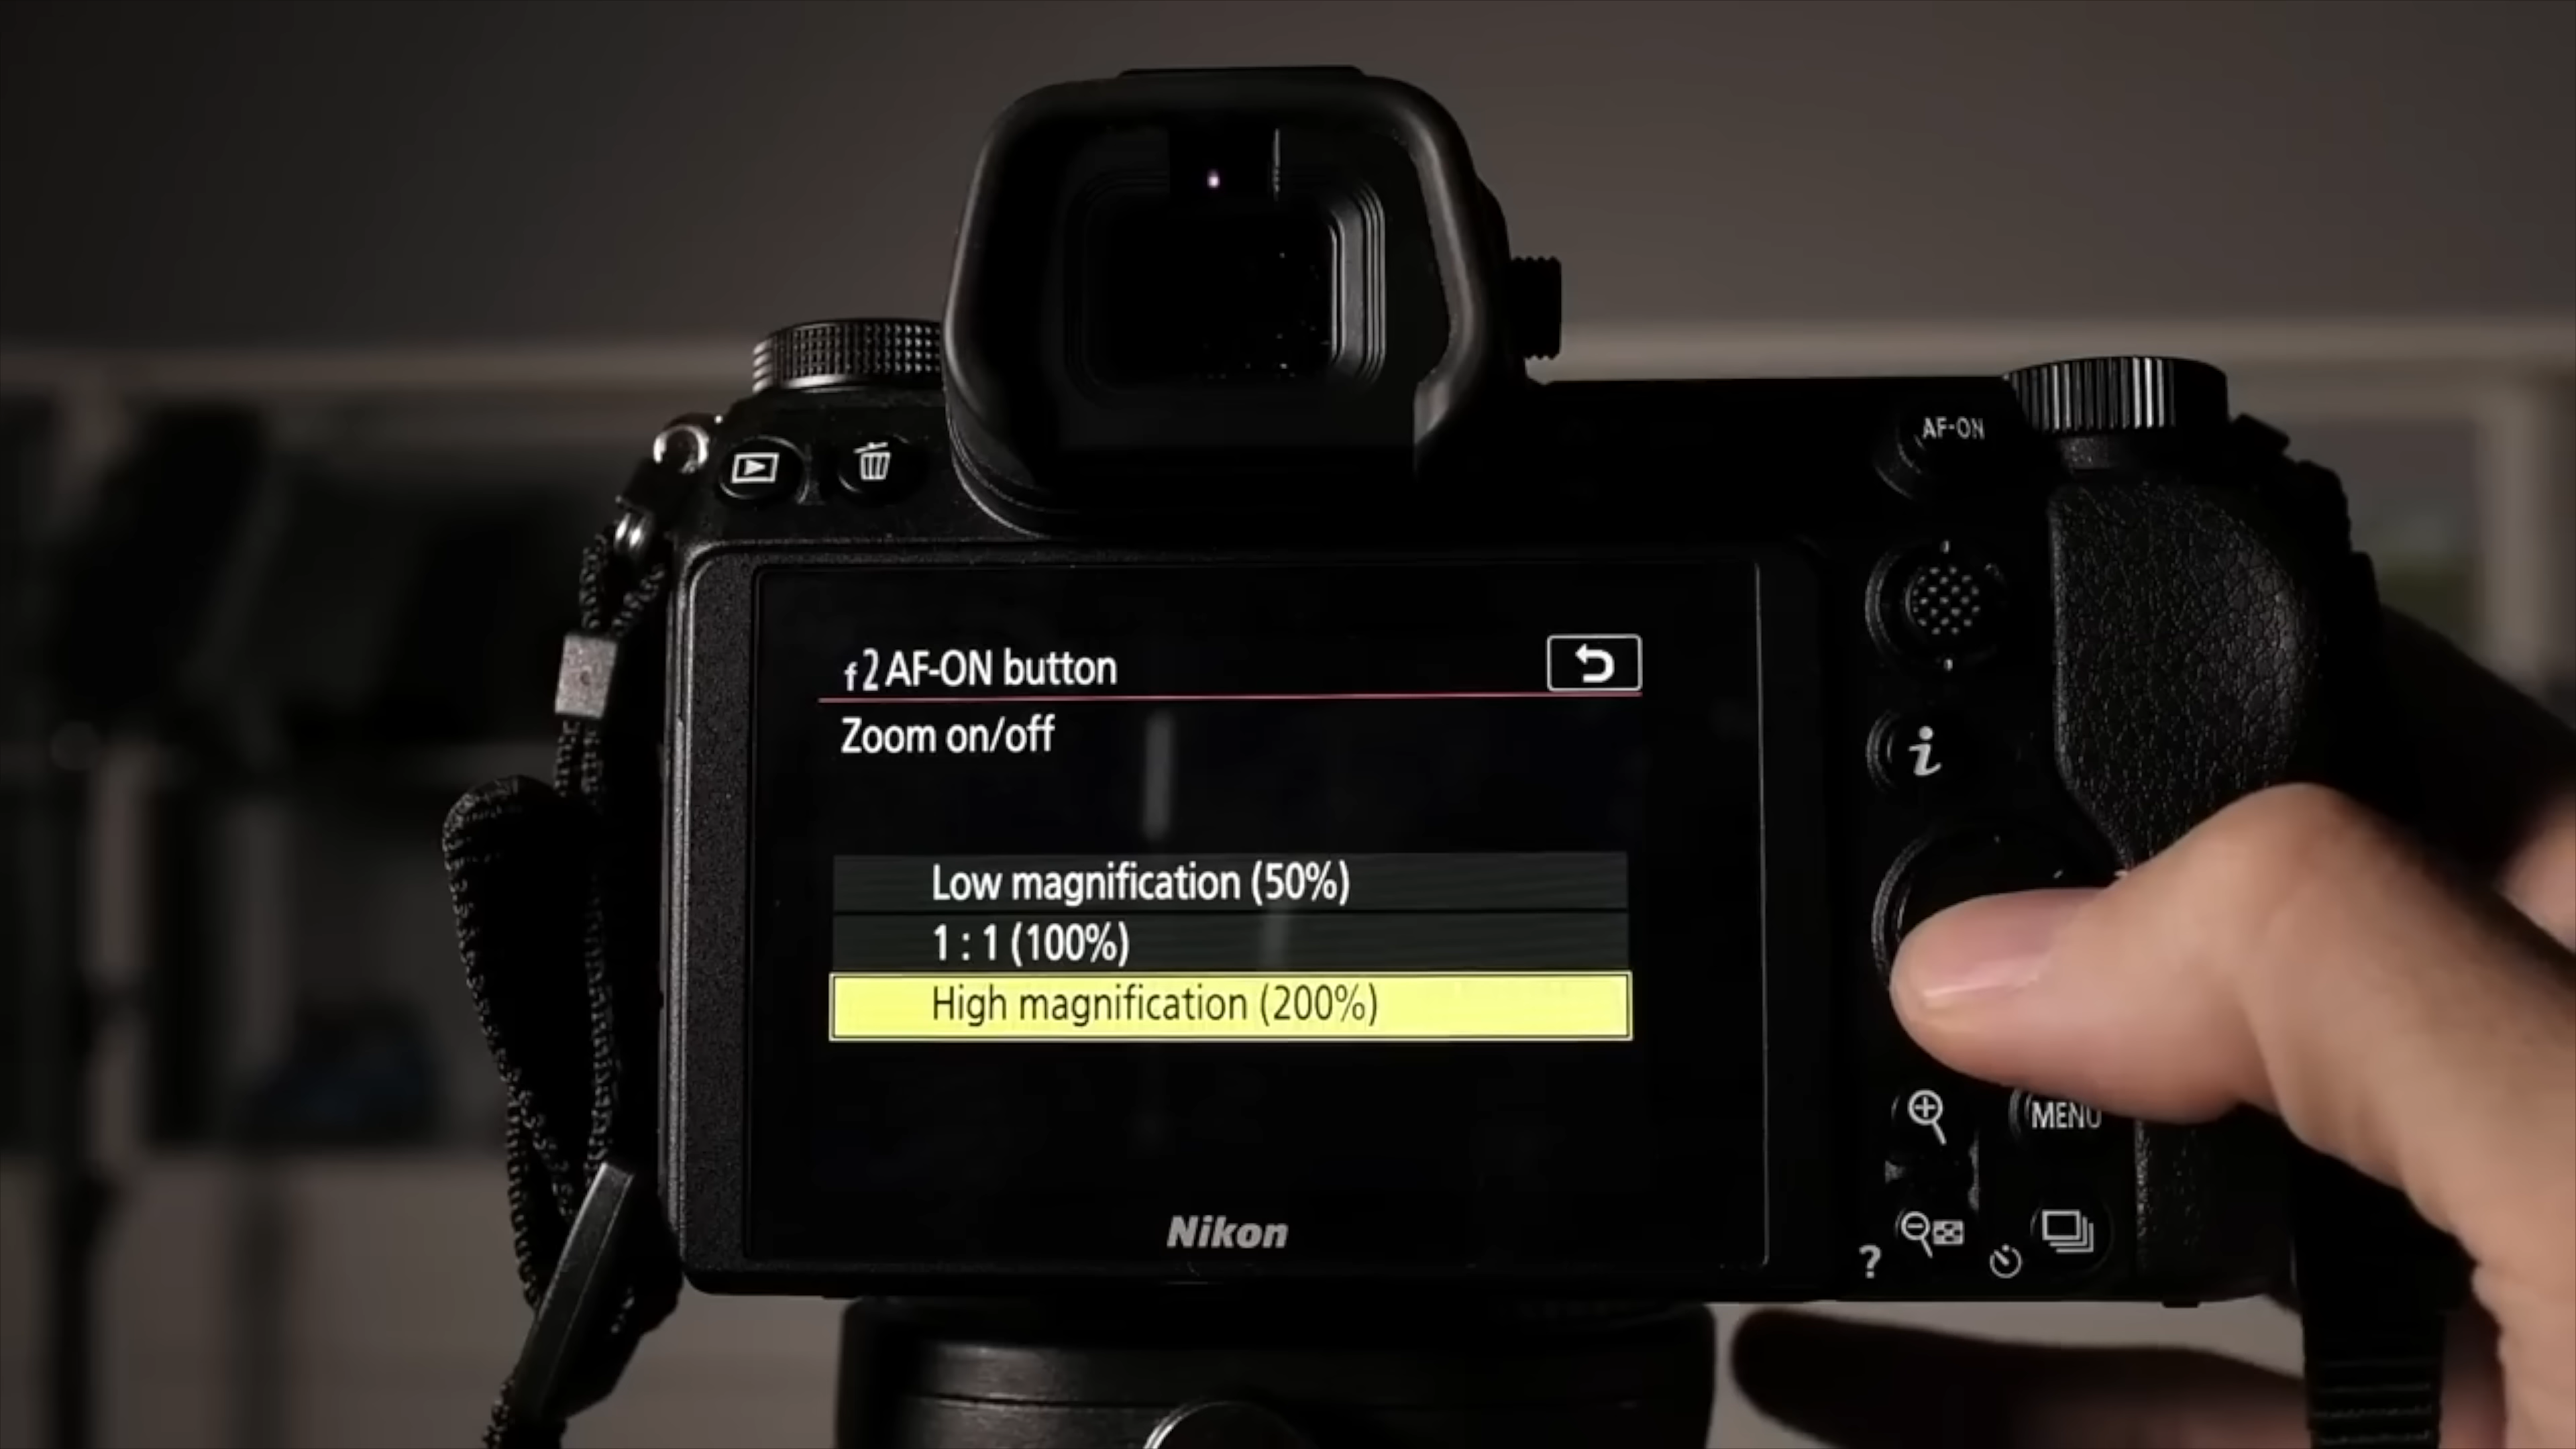 AF-ON
f2 AF-ON button
Zoom on/off
i
Low magnification (50%)
1 : 1 (100%)
High magnification (200%)
MENU
Nikon
?